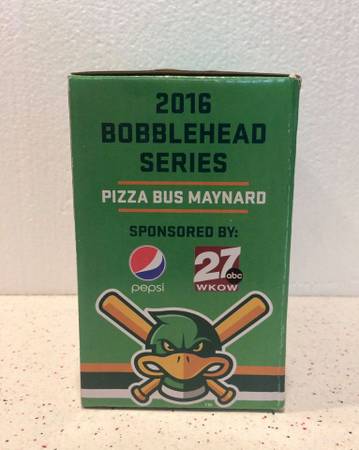 2016
BOBBLEHEAD
SERIES
PIZZA BUS MAYNARD
SPONSORED BY:
pepsi
27 abc
WKOW